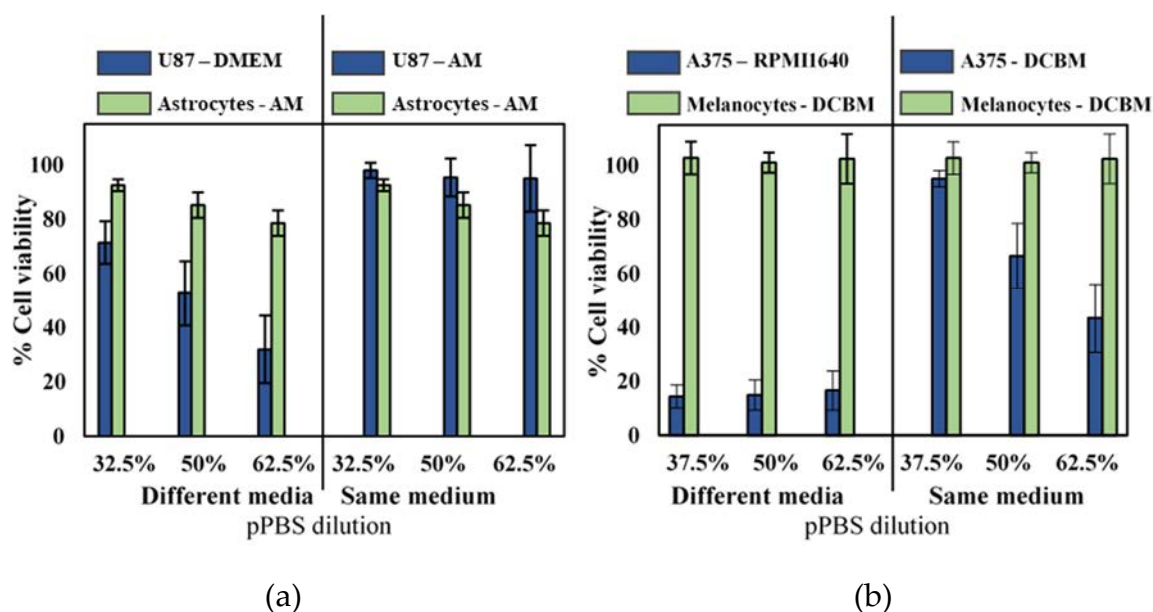 U87 – DMEM
Astrocytes - AM
U87 – AM
Astrocytes - AM
% Cell viability
100
80
60
40
20
0
32.5% 50% 62.5% 32.5% 50% 62.5%
Different media Same medium
pPBS dilution
(a)
A375 – RPMI1640
Melanocytes - DCBM
A375 - DCBM
Melanocytes - DCBM
% Cell viability
100
80
60
40
20
0
37.5% 50% 62.5% 37.5% 50% 62.5%
Different media Same medium
pPBS dilution
(b)